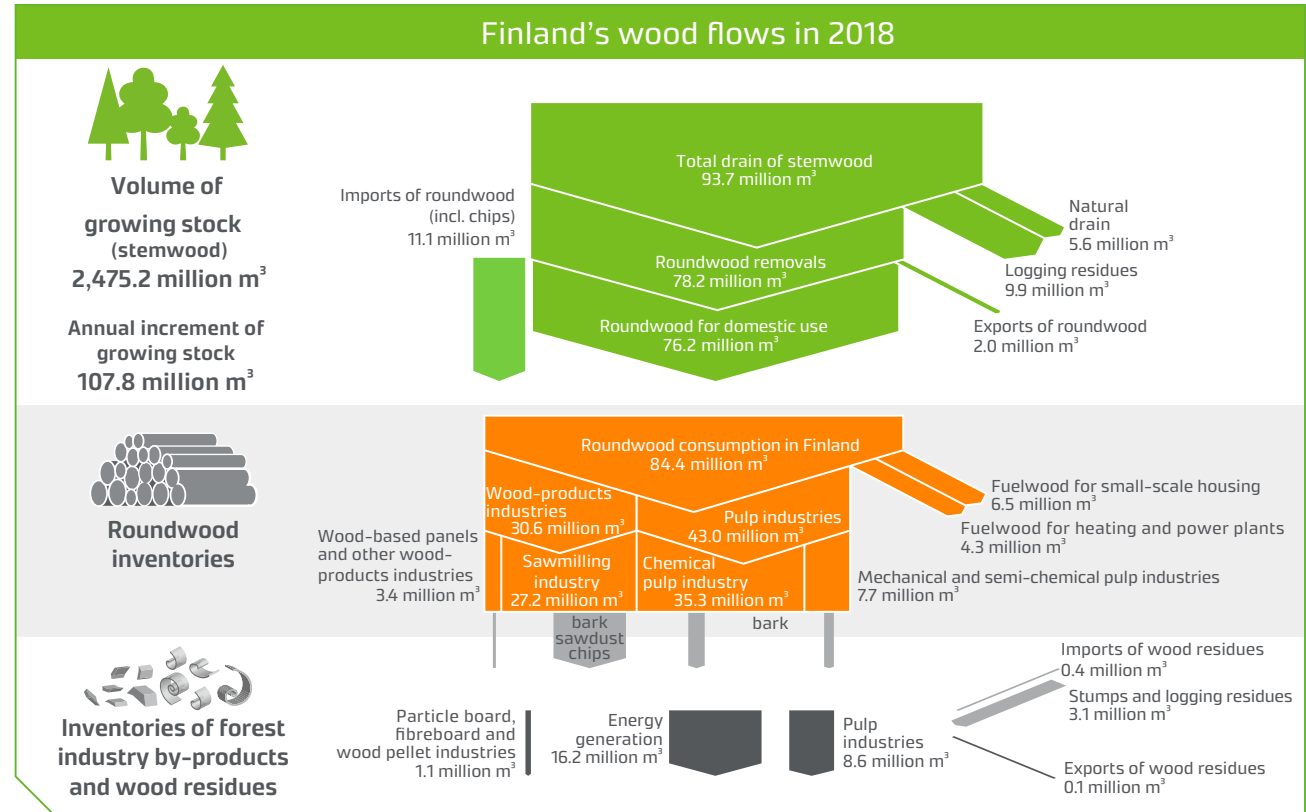 Finland's wood flows in 2018
Volume of
growing stock
(stemwood)
2,475.2 million m³
Annual increment of
growing stock
107.8 million m³
Imports of roundwood
(incl. chips)
11.1 million m³
Total drain of stemwood
93.7 million m³
Natural
drain
5.6 million m³
Logging residues
9.9 million m³
Roundwood removals
78.2 million m³
Exports of roundwood
2.0 million m³
Roundwood for domestic use
76.2 million m³
Roundwood
inventories
Roundwood consumption in Finland
84.4 million m³
Fuelwood for small-scale housing
6.5 million m³
Fuelwood for heating and power plants
4.3 million m³
Wood-products
industries
30.6 million m³
Pulp industries
43.0 million m³
Wood-based panels
and other wood-
products industries
3.4 million m³
Sawmilling
industry
27.2 million m³
Chemical
pulp industry
35.3 million m³
Mechanical and semi-chemical pulp industries
7.7 million m³
bark
sawdust
chips
bark
Inventories of forest
industry by-products
and wood residues
Particle board,
fibreboard and
wood pellet industries
1.1 million m³
Energy
generation
16.2 million m³
Pulp
industries
8.6 million m³
Imports of wood residues
0.4 million m³
Stumps and logging residues
3.1 million m³
Exports of wood residues
0.1 million m³